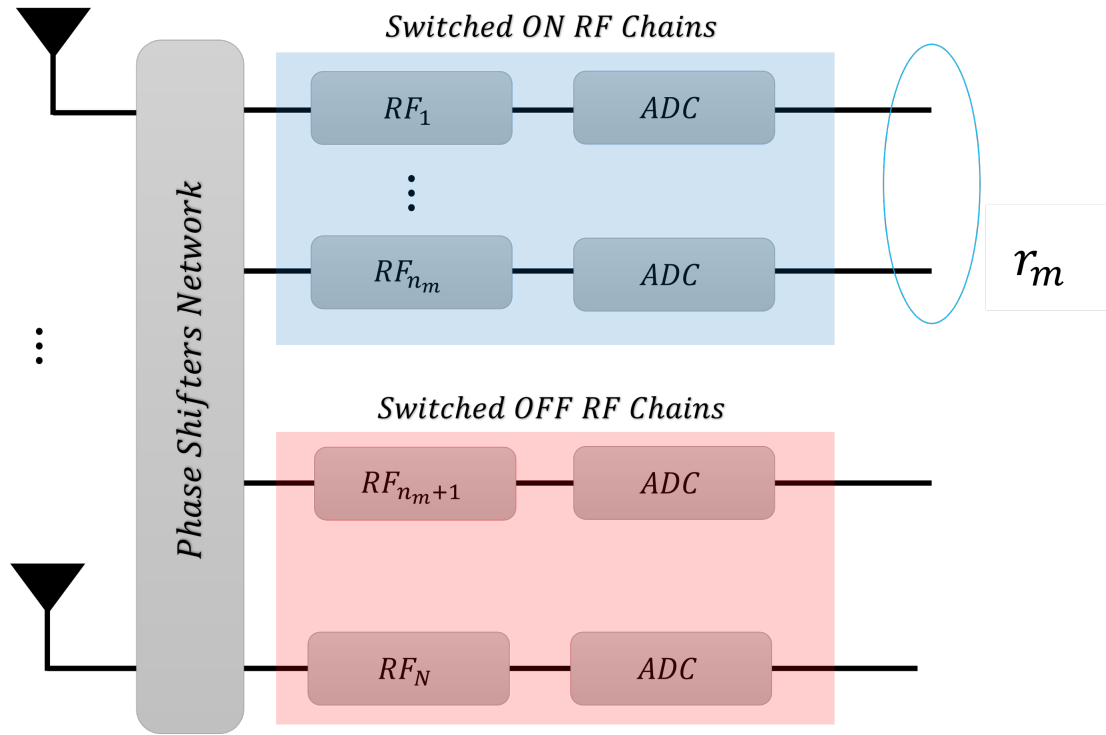 Switched ON RF Chains
RF₁ ADC
⋮
RFₙₘ ADC
rₘ
Phase Shifters Network
⋮
Switched OFF RF Chains
RFₙₘ₊₁ ADC
RF_N ADC